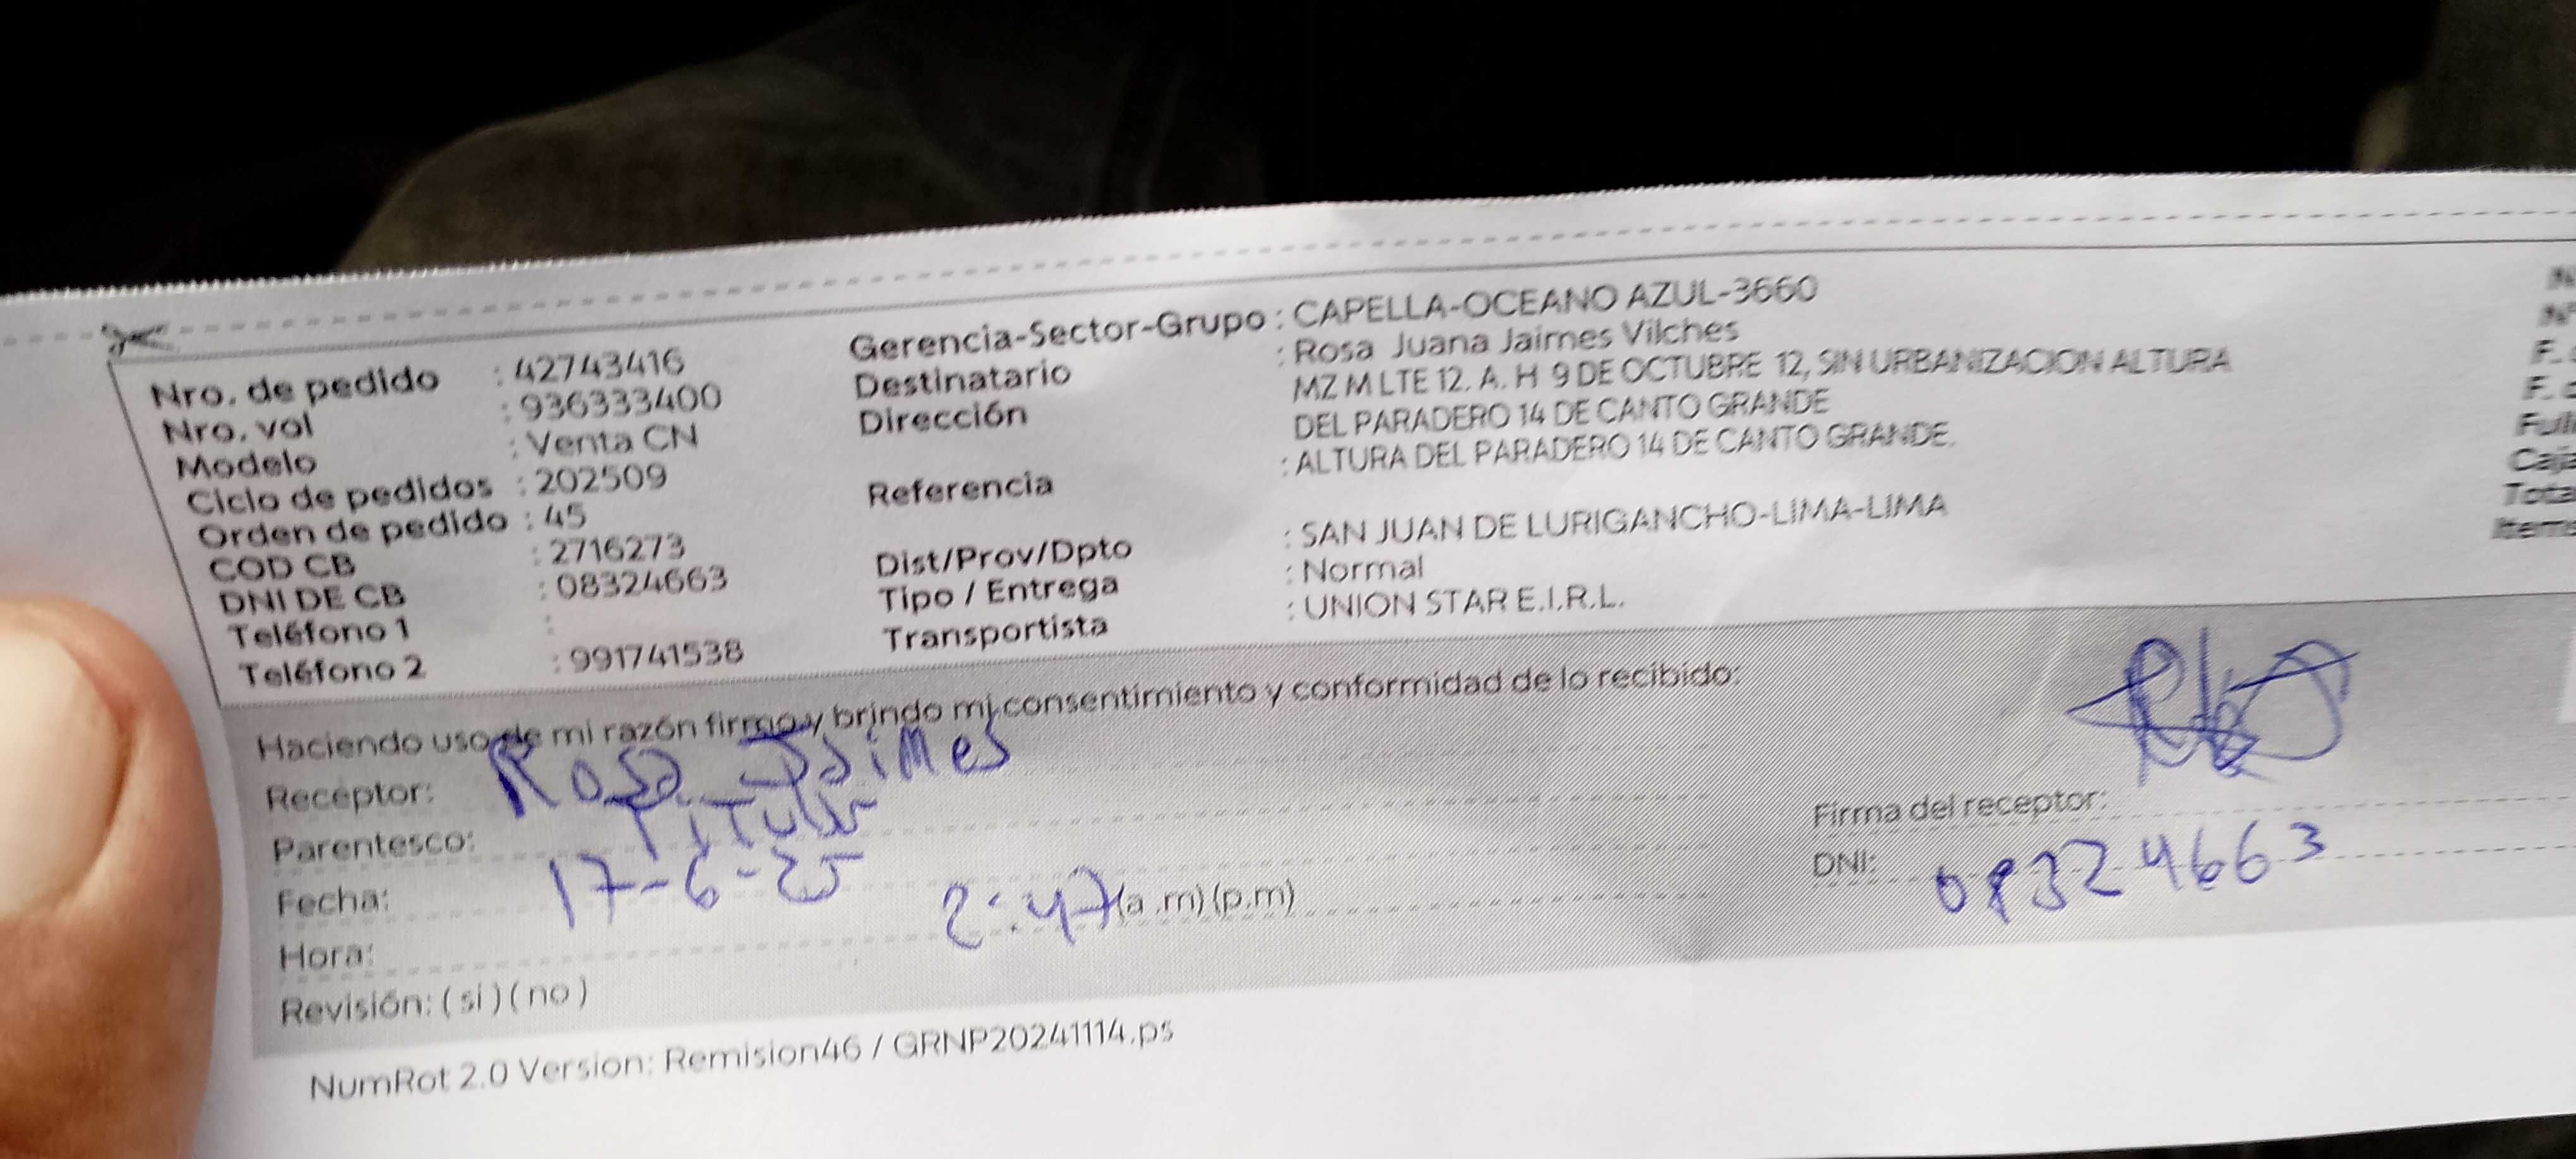 Nro. de pedido : 42743416
Nro. vol : 936333400
Modelo : Venta CN
Ciclo de pedidos : 202509
Orden de pedido : 45
COD CB : 2716273
DNI DE CB : 08324663
Teléfono 1 :
Teléfono 2 : 991741538
Gerencia-Sector-Grupo : CAPELLA-OCEANO AZUL-3660
Destinatario : Rosa Juana Jaimes Vilches
Dirección MZ M LTE 12. A. H 9 DE OCTUBRE 12, SIN URBANIZACION ALTURA
DEL PARADERO 14 DE CANTO GRANDE
Referencia : ALTURA DEL PARADERO 14 DE CANTO GRANDE.
Dist/Prov/Dpto : SAN JUAN DE LURIGANCHO-LIMA-LIMA
Tipo / Entrega : Normal
Transportista : UNION STAR E.I.R.L.
F.
F.
Haciendo uso de mi razón firmo y brindo mi consentimiento y conformidad de lo recibido:
Receptor: Rosa Jaimes
Parentesco: Titular
Fecha: 17-6-25
Hora: 2:47 (a.m) (p.m)
Revisión: ( si ) ( no )
Firma del receptor:
DNI: 08324663
NumRot 2.0 Version: Remision46 / GRNP20241114.ps